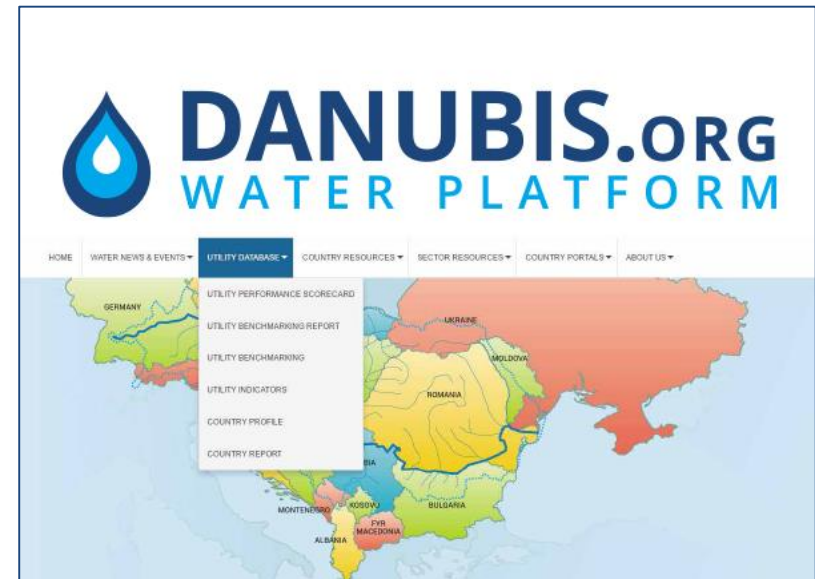 DANUBIS.ORG
WATER PLATFORM
HOME WATER NEWS & EVENTS UTILITY DATABASE COUNTRY RESOURCES SECTOR RESOURCES COUNTRY PORTALS ABOUT US
UTILITY PERFORMANCE SCORECARD
UTILITY BENCHMARKING REPORT
UTILITY BENCHMARKING
UTILITY INDICATORS
COUNTRY PROFILE
COUNTRY REPORT
GERMANY
UKRAINE
MOLDOVA
ROMANIA
BIA
MONTENEGRO
KOSOVO
BULGARIA
FYR
MACEDONIA
ALBANIA